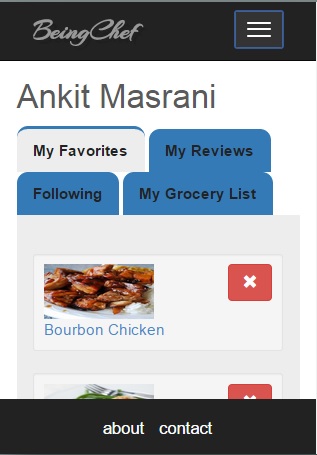 BeingChef
Ankit Masrani
My Favorites
My Reviews
Following
My Grocery List
Bourbon Chicken
about contact